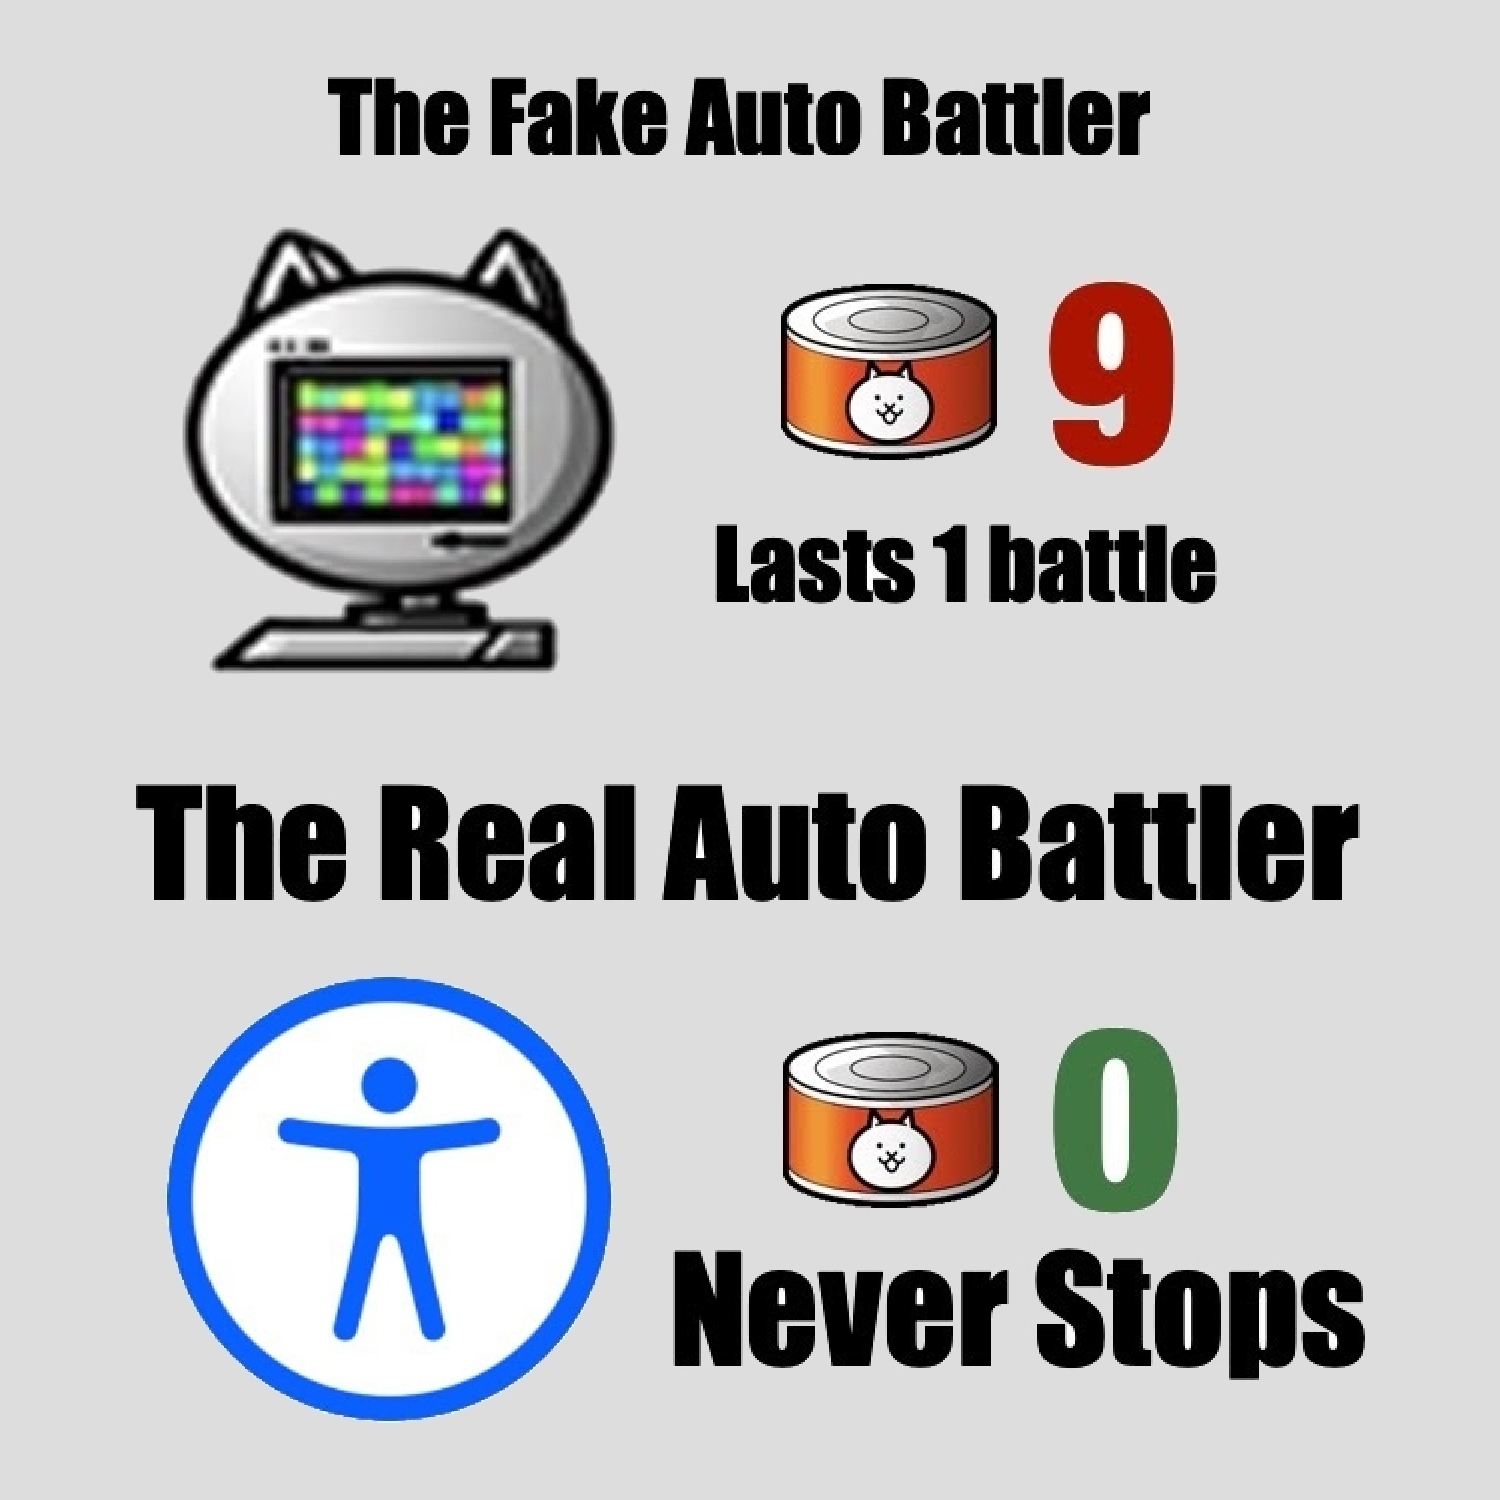 The Fake Auto Battler
9
Lasts 1 battle
The Real Auto Battler
0
Never Stops